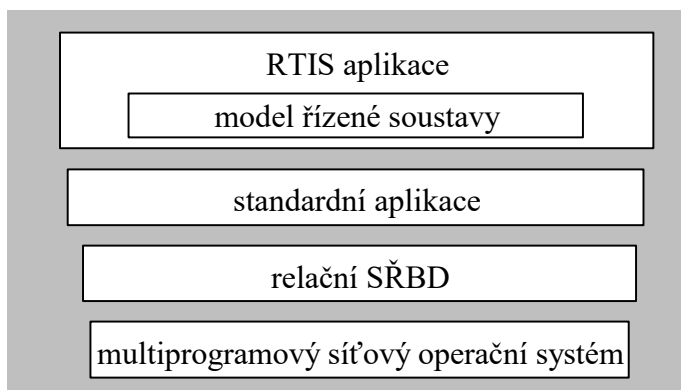 RTIS aplikace
model řízené soustavy
standardní aplikace
relační SŘBD
multiprogramový síťový operační systém